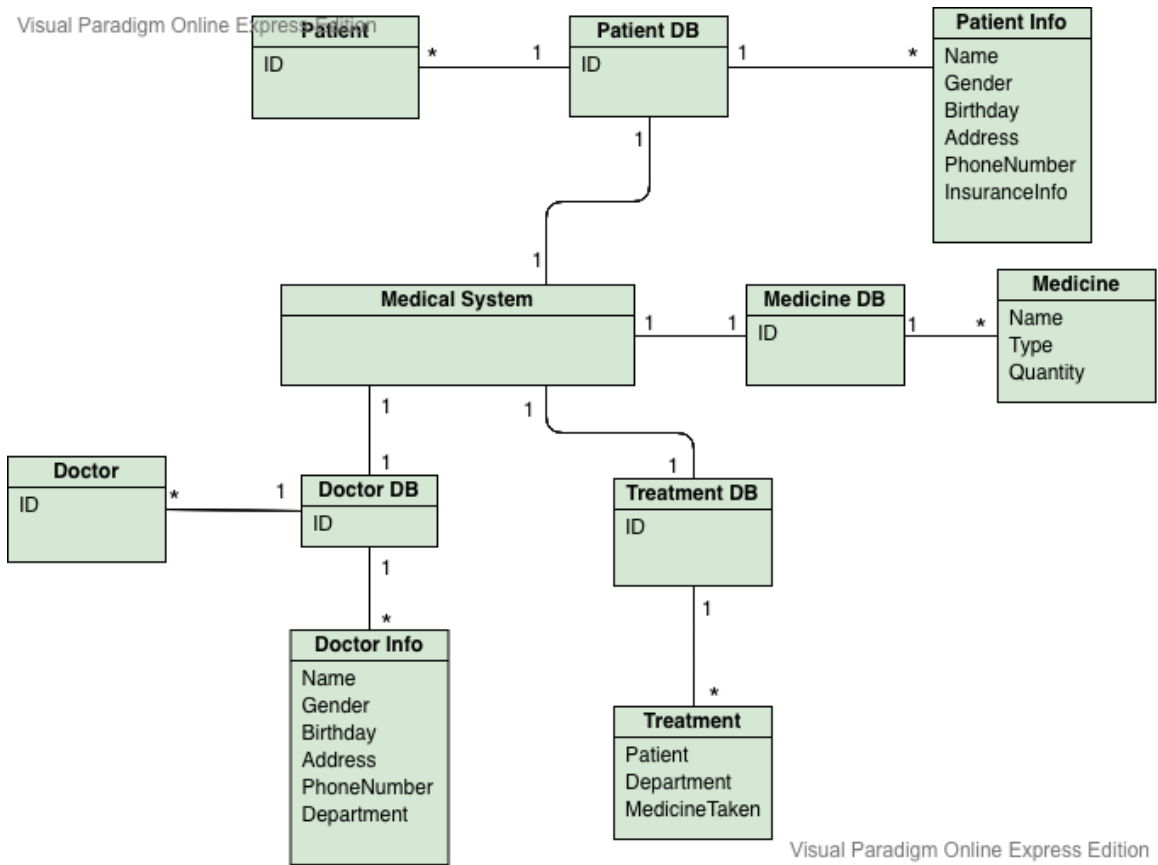 Visual Paradigm Online Express Edition
Patient
ID
*
1
Patient DB
ID
1
*
Patient Info
Name
Gender
Birthday
Address
PhoneNumber
InsuranceInfo
1
1
Medical System
1
1
Medicine DB
ID
1
*
Medicine
Name
Type
Quantity
1
1
1
1
Doctor
ID
*
1
Doctor DB
ID
Treatment DB
ID
1
*
1
*
Doctor Info
Name
Gender
Birthday
Address
PhoneNumber
Department
Treatment
Patient
Department
MedicineTaken
Visual Paradigm Online Express Edition